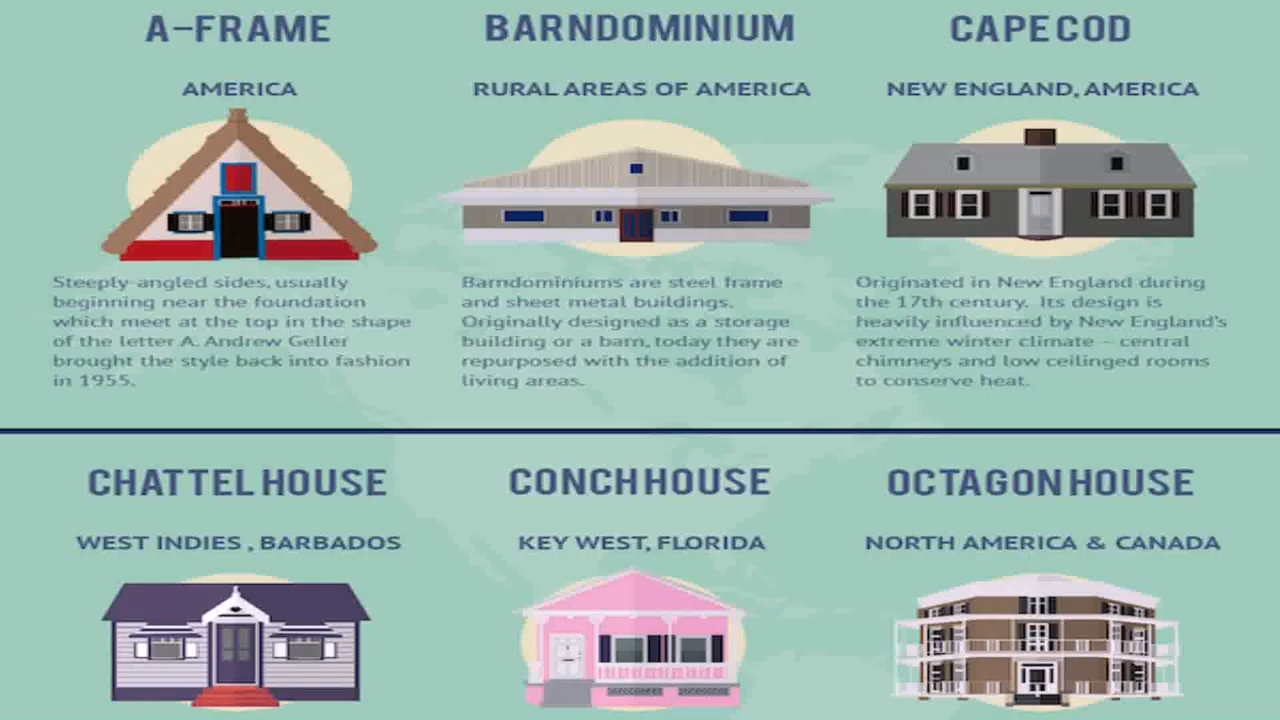 A-FRAME
BARNDOMINIUM
CAPE COD
AMERICA
RURAL AREAS OF AMERICA
NEW ENGLAND, AMERICA
Steeply-angled sides, usually
beginning near the foundation
which meet at the top in the shape
of the letter A. Andrew Geller
brought the style back into fashion
in 1955.
Barndominiums are steel frame
and sheet metal buildings.
Originally designed as a storage
building or a barn, today they are
repurposed with the addition of
living areas.
Originated in New England during
the 17th century. Its design is
heavily influenced by New England's
extreme winter climate – central
chimneys and low ceilinged rooms
to conserve heat.
CHATTEL HOUSE
CONCH HOUSE
OCTAGON HOUSE
WEST INDIES , BARBADOS
KEY WEST, FLORIDA
NORTH AMERICA & CANADA